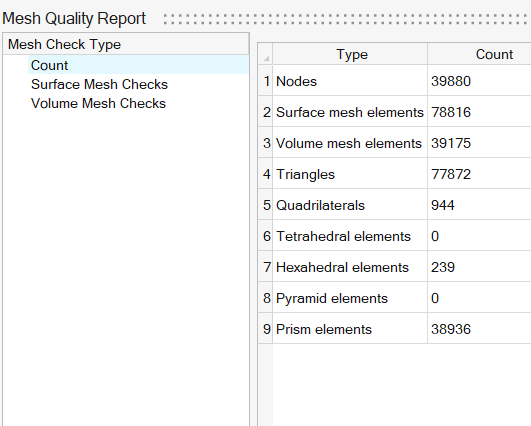 Mesh Quality Report
Mesh Check Type
Count
Surface Mesh Checks
Volume Mesh Checks
Type Count
1 Nodes 39880
2 Surface mesh elements 78816
3 Volume mesh elements 39175
4 Triangles 77872
5 Quadrilaterals 944
6 Tetrahedral elements 0
7 Hexahedral elements 239
8 Pyramid elements 0
9 Prism elements 38936